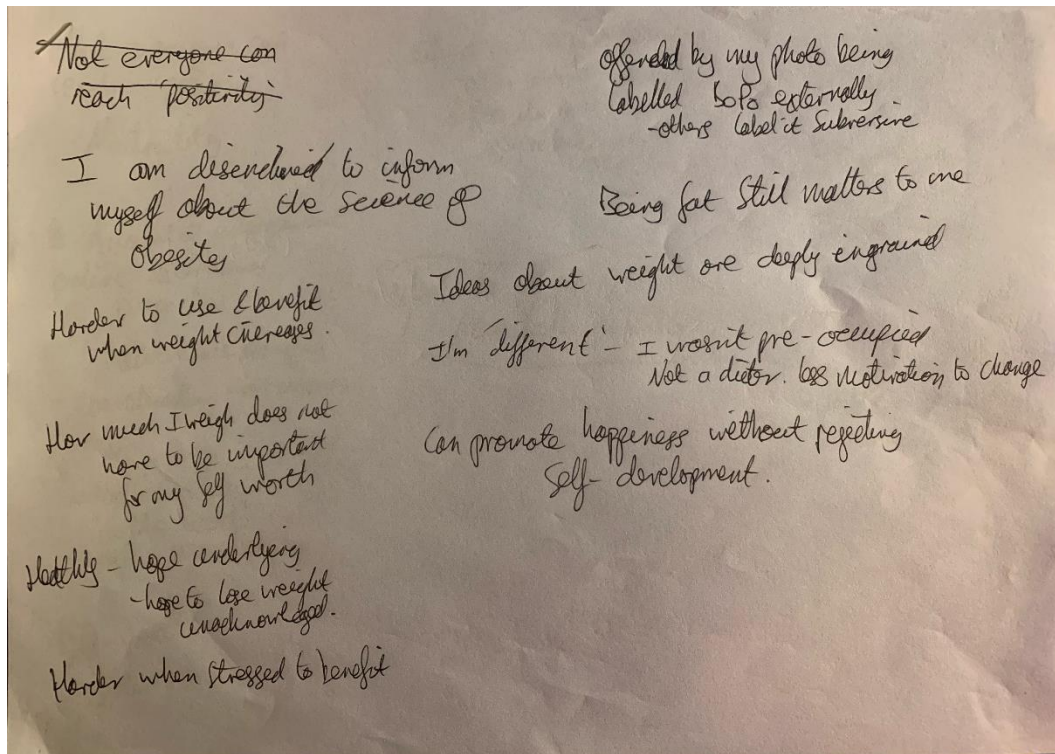 Not everyone can
reach 'positivity
I am disenclined to inform
myself about the science of
obesity
Harder to use & benefit
when weight increases.
How much I weigh does not
have to be important
for my self worth
Healthily - hope underlying
- hope to lose weight
unacknowledged.
Harder when stressed to benefit
offended by my photo being
labelled bopo externally
- others label it subversive
Being fat still matters to me
Ideas about weight are deeply engrained
I'm 'different' - I wasn't pre-occupied
Not a dieter. less motivation to change
Can promote happiness without rejecting
Self-development.